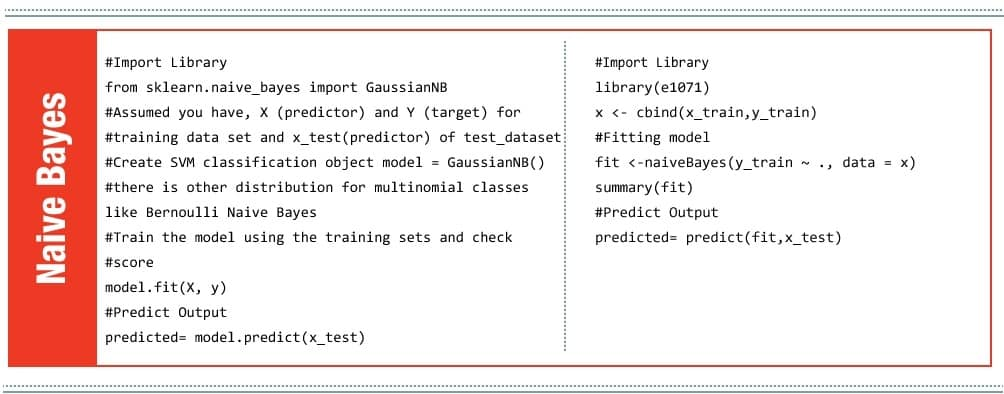 Naive Bayes
#Import Library
from sklearn.naive_bayes import GaussianNB
#Assumed you have, X (predictor) and Y (target) for
#training data set and x_test(predictor) of test_dataset
#Create SVM classification object model = GaussianNB()
#there is other distribution for multinomial classes
like Bernoulli Naive Bayes
#Train the model using the training sets and check
#score
model.fit(X, y)
#Predict Output
predicted= model.predict(x_test)
#Import Library
library(e1071)
x <- cbind(x_train,y_train)
#Fitting model
fit <-naiveBayes(y_train ~ ., data = x)
summary(fit)
#Predict Output
predicted= predict(fit,x_test)